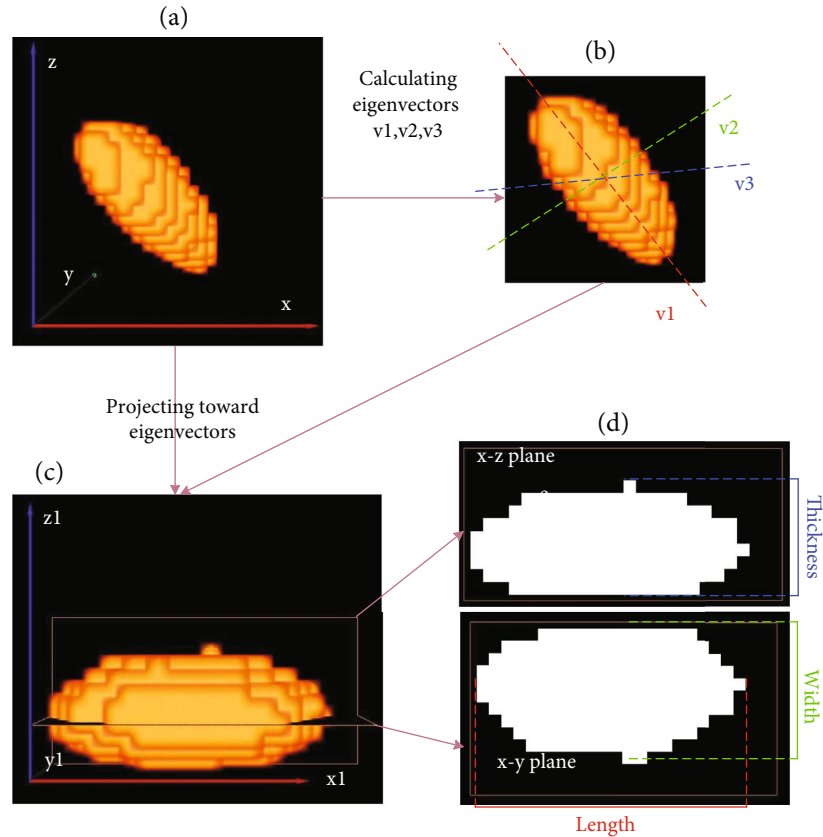 (a)
z
y
x
Calculating
eigenvectors
v1,v2,v3
(b)
v2
v3
v1
Projecting toward
eigenvectors
(c)
z1
y1
x1
(d)
x-z plane
Thickness
x-y plane
Width
Length